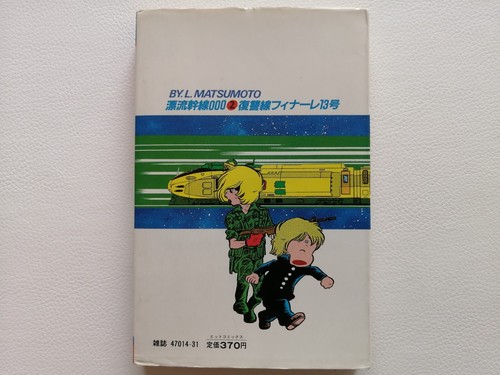 BY.L.MATSUMOTO
漂流幹線000②復讐線フィナーレ13号
ヒットコミックス
雑誌 47014-31 定価370円